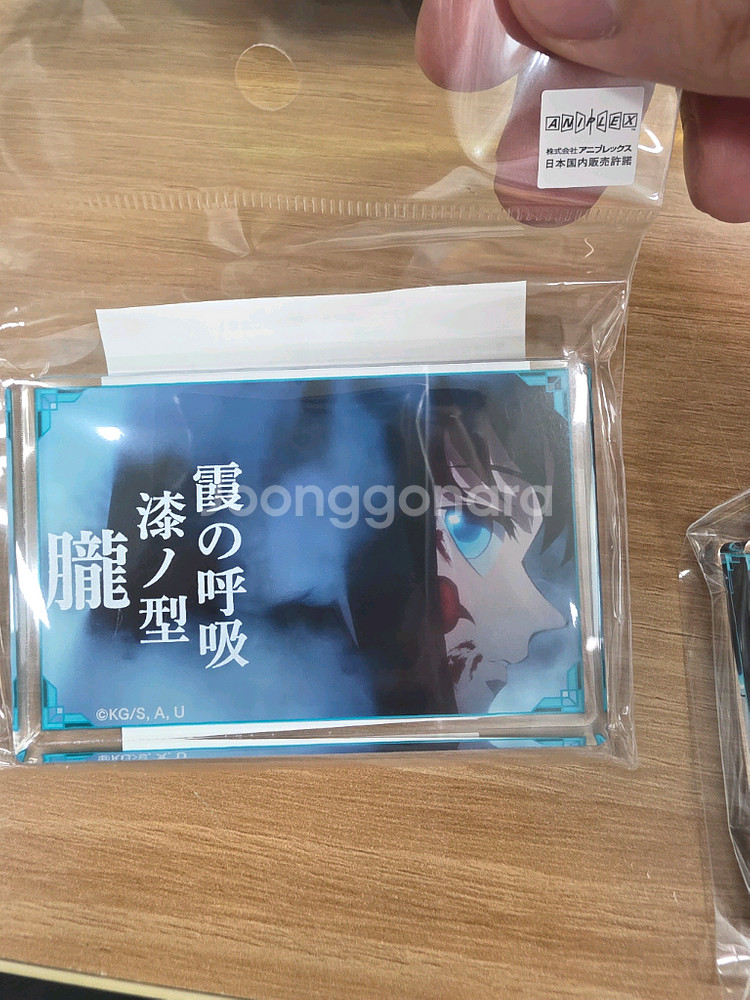 ANIPLEX
株式会社アニプレックス
日本国内販売許諾
霞の呼吸
漆ノ型
朧
©KG/S, A, U